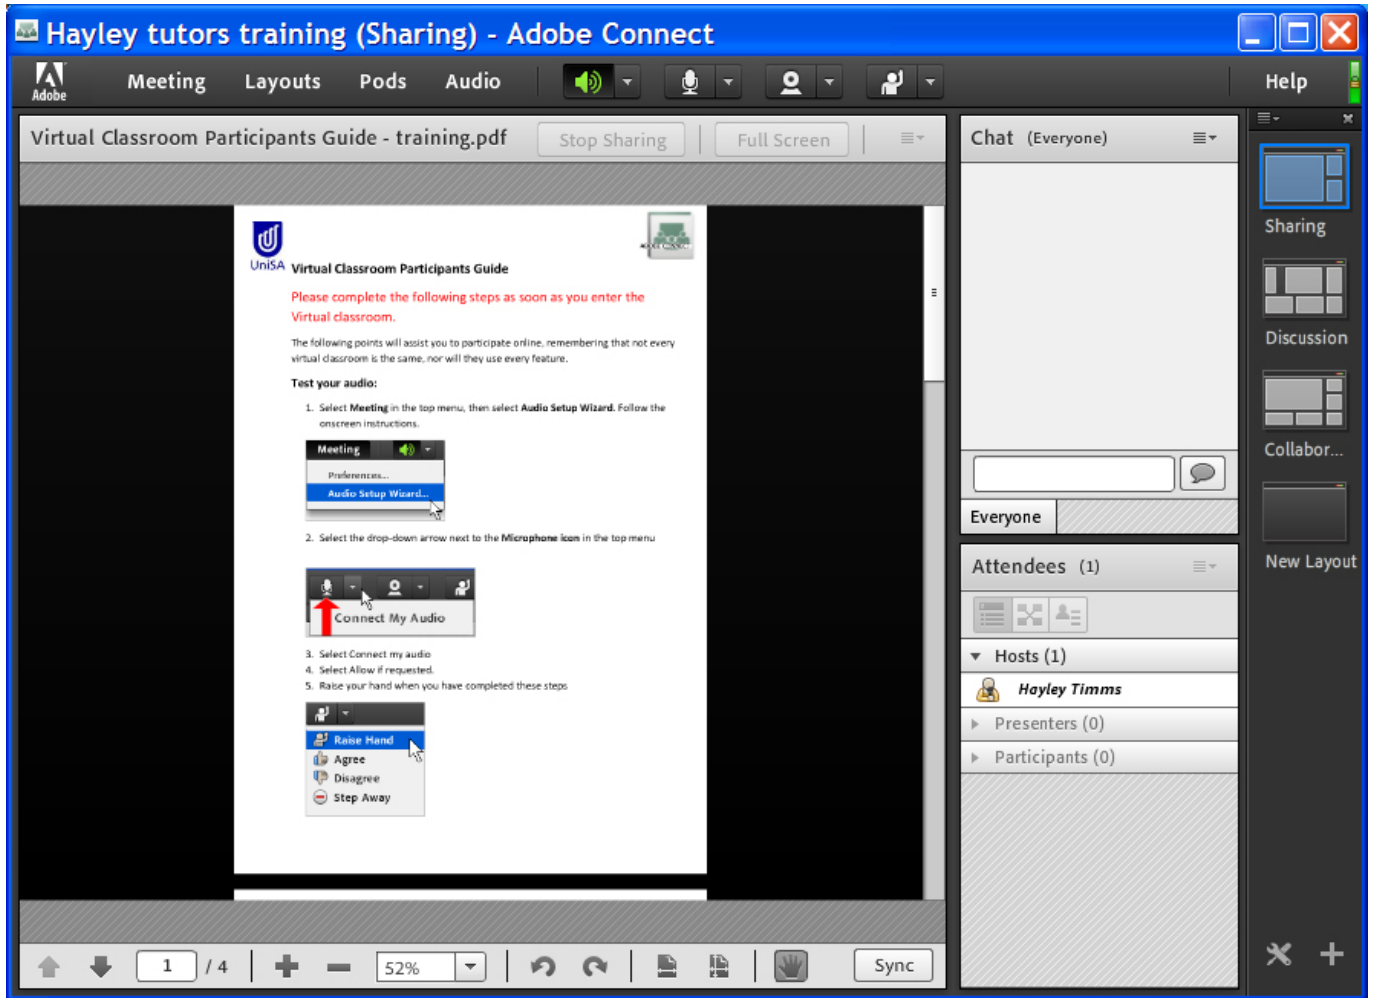 Hayley tutors training (Sharing) - Adobe Connect
Adobe
Meeting
Layouts
Pods
Audio
Help
Virtual Classroom Participants Guide - training.pdf
Stop Sharing
Full Screen
UniSA
ADOBE CONNECT
Virtual Classroom Participants Guide
Please complete the following steps as soon as you enter the
Virtual classroom.
The following points will assist you to participate online, remembering that not every
virtual classroom is the same, nor will they use every feature.
Test your audio:
1. Select Meeting in the top menu, then select Audio Setup Wizard. Follow the
onscreen instructions.
Meeting
Preferences...
Audio Setup Wizard...
2. Select the drop-down arrow next to the Microphone icon in the top menu
Connect My Audio
3. Select Connect my audio
4. Select Allow if requested.
5. Raise your hand when you have completed these steps
Raise Hand
Agree
Disagree
Step Away
1 / 4
52%
Sync
Chat (Everyone)
Everyone
Attendees (1)
Hosts (1)
Hayley Timms
Presenters (0)
Participants (0)
Sharing
Discussion
Collabor...
New Layout